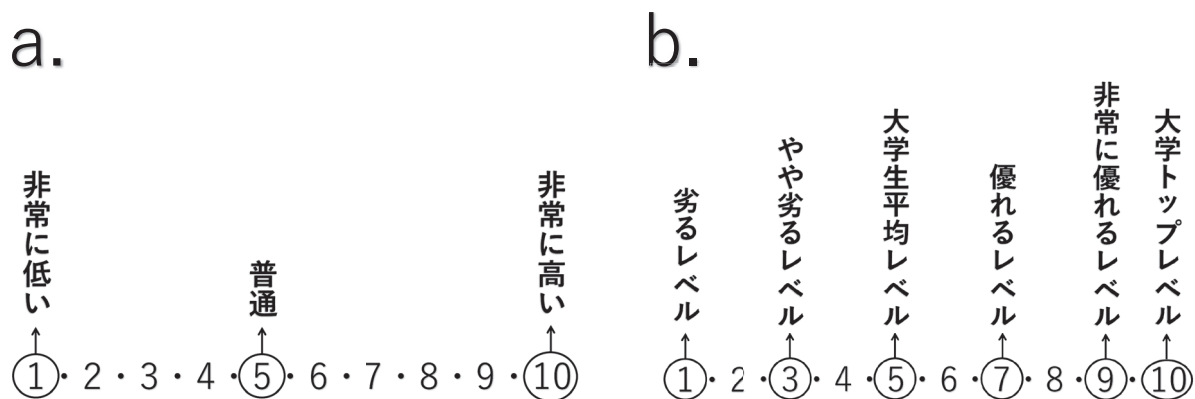 a.
非常に低い
普通
非常に高い
1・2・3・4・5・6・7・8・9・10
b.
劣るレベル
やや劣るレベル
大学生平均レベル
優れるレベル
非常に優れるレベル
大学トップレベル
1・2・3・4・5・6・7・8・9・10